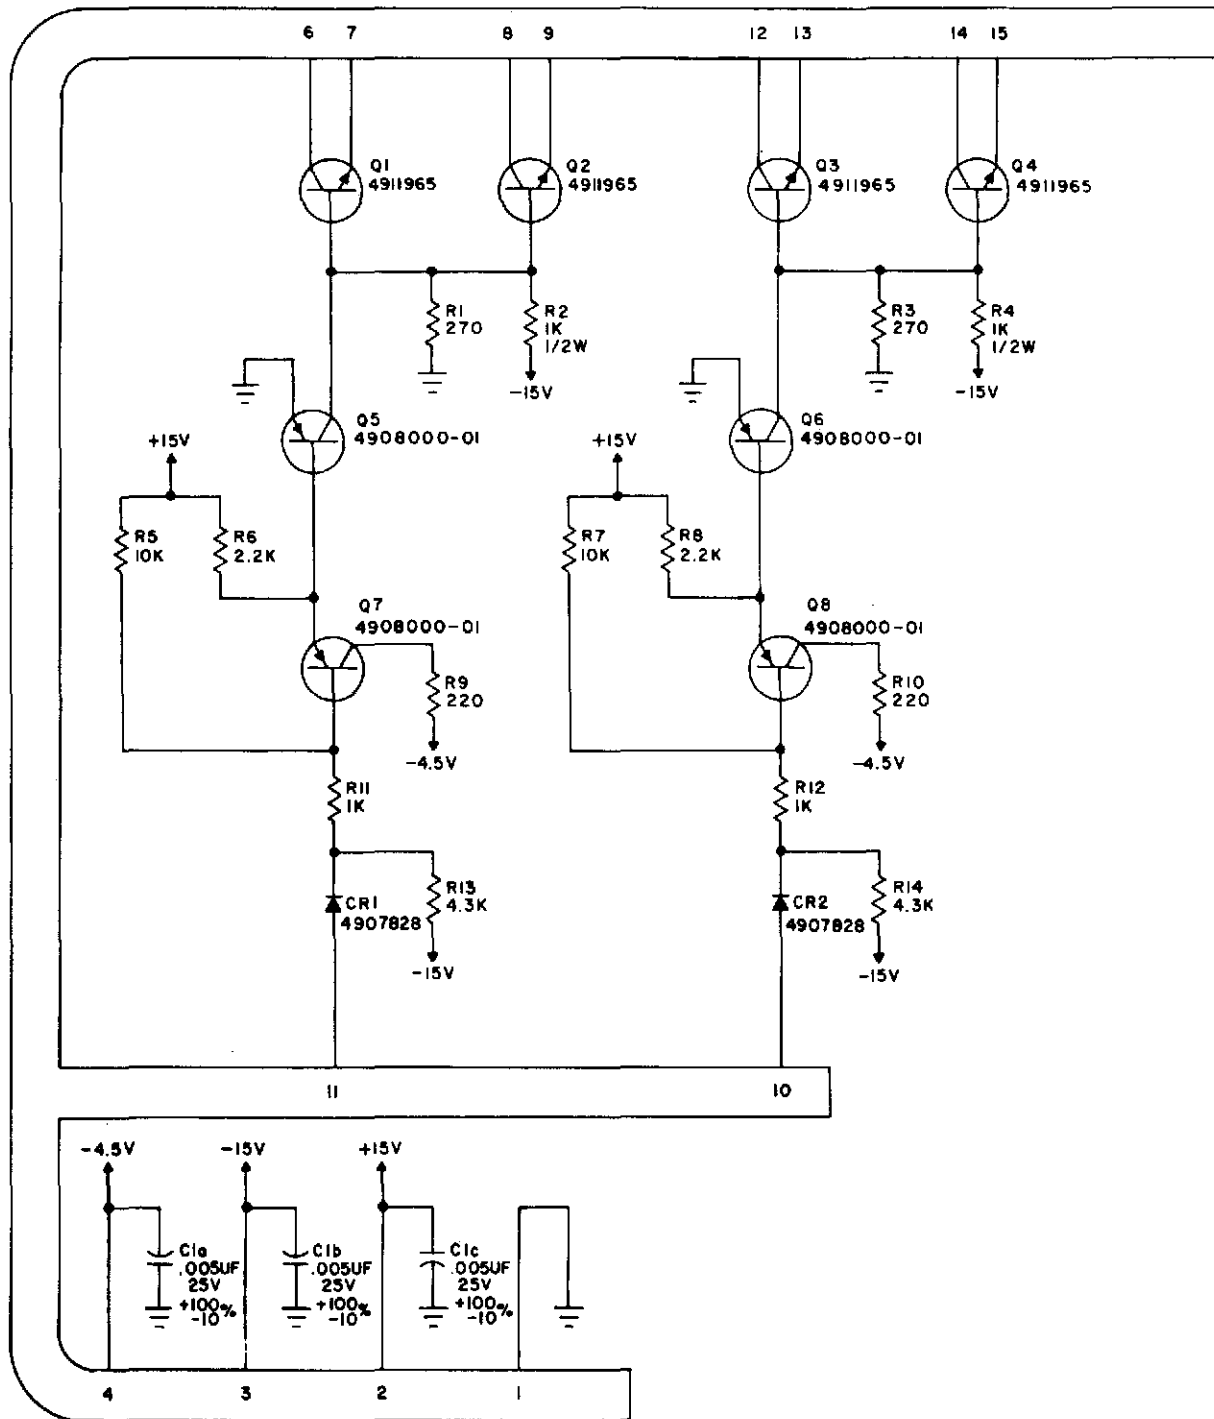 6 7 8 9 12 13 14 15
Q1
4911965
Q2
4911965
Q3
4911965
Q4
4911965
R1
270
R2
1K
1/2W
-15V
R3
270
R4
1K
1/2W
-15V
Q5
4908000-01
Q6
4908000-01
+15V
+15V
R5
10K
R6
2.2K
R7
10K
R8
2.2K
Q7
4908000-01
Q8
4908000-01
R9
220
-4.5V
R10
220
-4.5V
R11
1K
R12
1K
CR1
4907828
R13
4.3K
-15V
CR2
4907828
R14
4.3K
-15V
11 10
-4.5V -15V +15V
C1a
.005UF
25V
+100%
-10
C1b
.005UF
25V
+100%
-10
C1c
.005UF
25V
+100%
-10
4 3 2 1